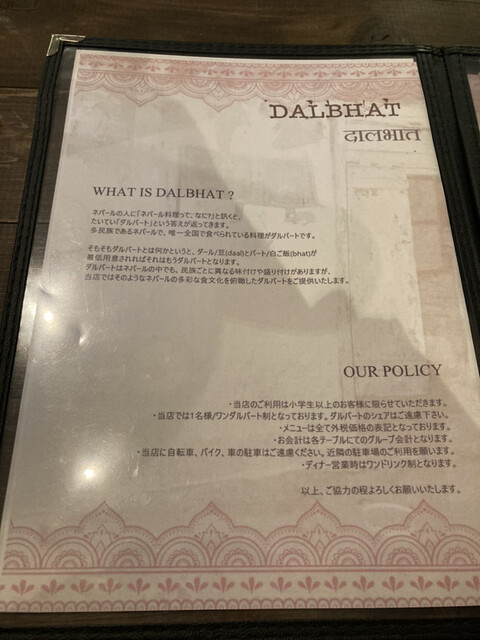 DALBHAT
दालभात
WHAT IS DALBHAT ?
ネパールの人に「ネパール料理って、なに?」と訊くと、
たいてい「ダルバート」という答えが返ってきます。
多民族であるネパールで、唯一全国で食べられている料理がダルバートです。
そもそもダルバートとは何かというと、ダール/豆(daal)とバート/白ご飯(bhat)が
最低用意されればそれはもうダルバートとなります。
ダルバートはネパールの中でも、民族ごとに異なる味付けや盛り付けがありますが、
当店ではそのようなネパールの多彩な食文化を俯瞰したダルバートをご提供いたします。
OUR POLICY
・当店のご利用は小学生以上のお客様に限らせていただきます。
・当店では1名様/ワンダルバート制となっております。ダルバートのシェアはご遠慮下さい。
・メニューは全て外税価格の表記となっております。
・お会計は各テーブルにてのグループ会計となります。
・当店に自転車、バイク、車の駐車はご遠慮ください。近隣の駐車場のご利用を願います。
・ディナー営業時はワンドリンク制となります。
以上、ご協力の程よろしくお願いいたします。